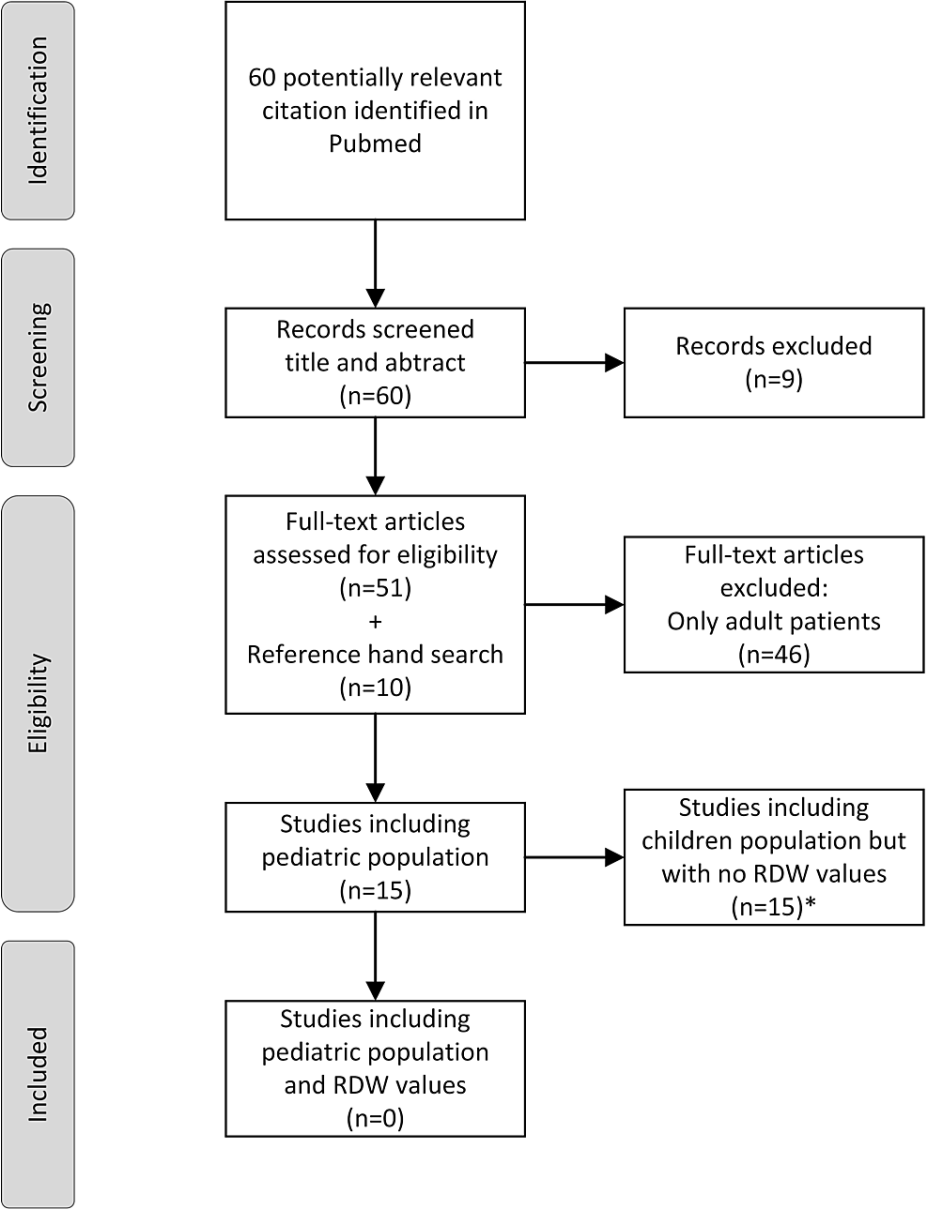 Identification
60 potentially relevant
citation identified in
Pubmed
Screening
Records screened
title and abtract
(n=60)
Records excluded
(n=9)
Eligibility
Full-text articles
assessed for eligibility
(n=51)
+
Reference hand search
(n=10)
Full-text articles
excluded:
Only adult patients
(n=46)
Studies including
pediatric population
(n=15)
Studies including
children population but
with no RDW values
(n=15)*
Included
Studies including
pediatric population
and RDW values
(n=0)